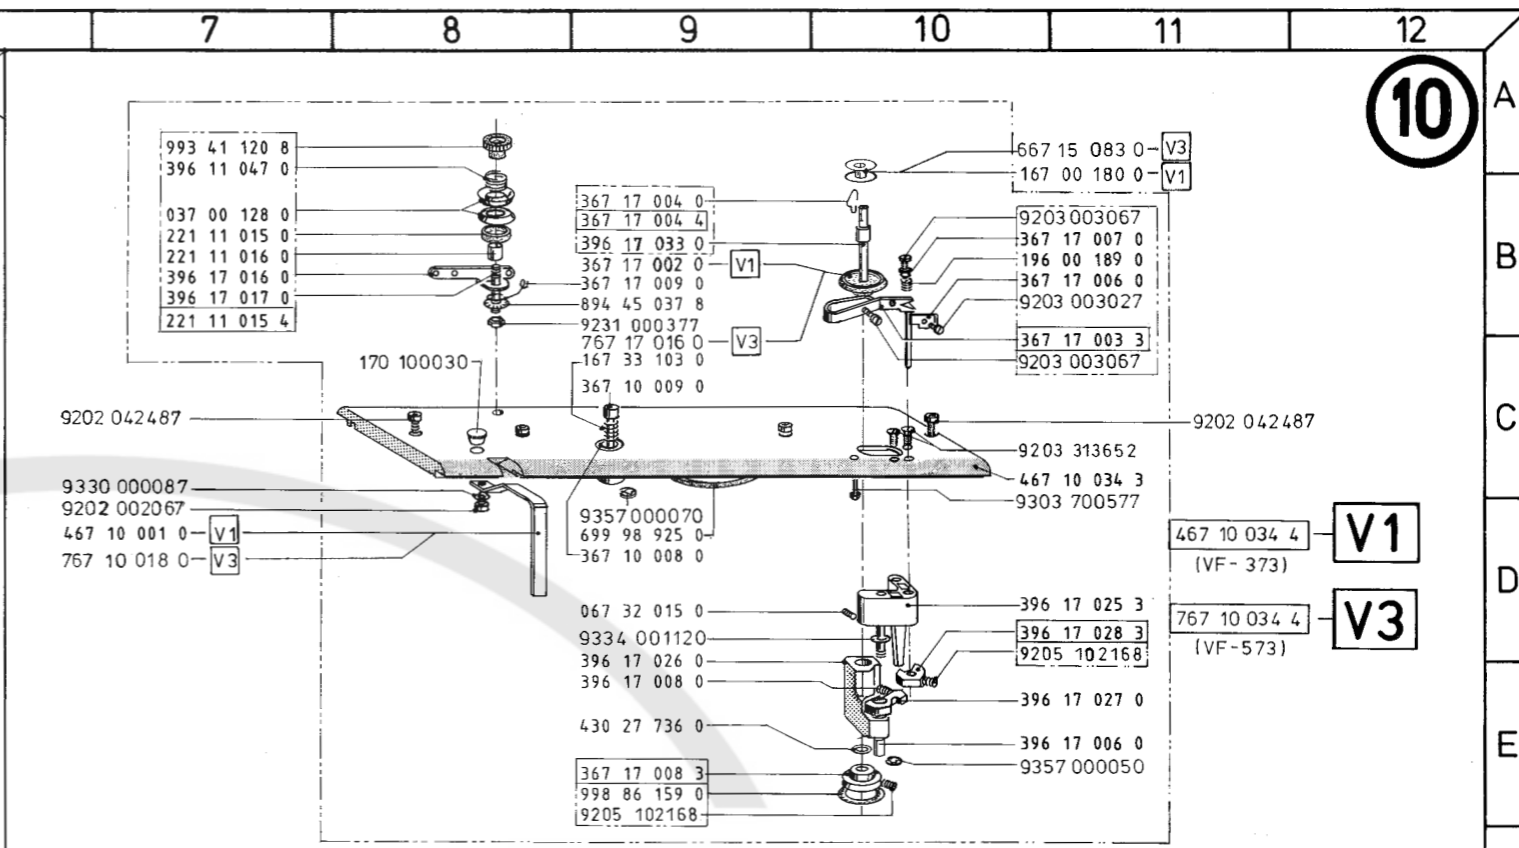 7 8 9 10 11 12
10
A
B
C
D
E
993 41 120 8
396 11 047 0
037 00 128 0
221 11 015 0
221 11 016 0
396 17 016 0
396 17 017 0
221 11 015 4
170 100030
9202 042487
9330 000087
9202 002067
467 10 001 0 V1
767 10 018 0 V3
367 17 004 0
367 17 004 4
396 17 033 0
367 17 002 0 V1
367 17 009 0
894 45 037 8
9231 000377
767 17 016 0 V3
167 33 103 0
367 10 009 0
9357 000070
699 98 925 0
367 10 008 0
067 32 015 0
9334 001120
396 17 026 0
396 17 008 0
430 27 736 0
367 17 008 3
998 86 159 0
9205 102168
667 15 083 0 V3
167 00 180 0 V1
9203 003067
367 17 007 0
196 00 189 0
367 17 006 0
9203 003027
367 17 003 3
9203 003067
9202 042487
9203 313652
467 10 034 3
9303 700577
467 10 034 4 V1
(VF-373)
767 10 034 4 V3
(VF-573)
396 17 025 3
396 17 028 3
9205 102168
396 17 027 0
396 17 006 0
9357 000050